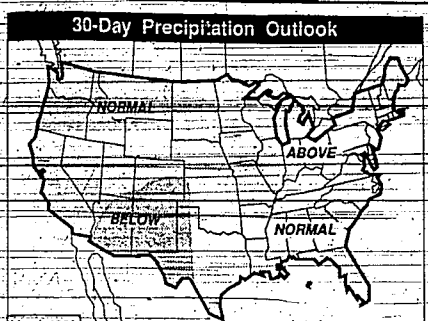 30-Day Precipitation Outlook
NORMAL
ABOVE
BELOW
NORMAL